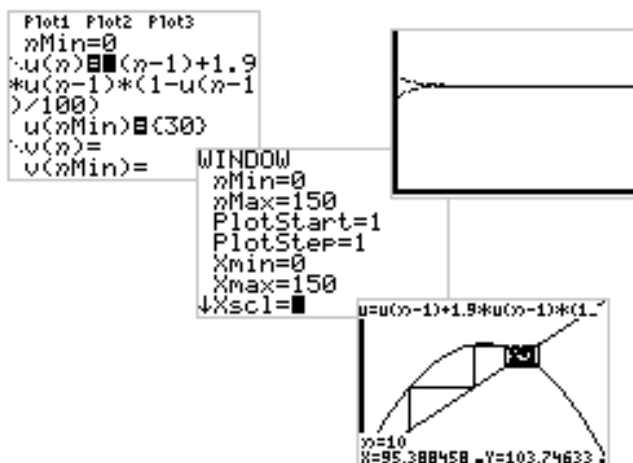 Plot1 Plot2 Plot3
nMin=0
u(n)=(n-1)+1.9
*u(n-1)*(1-u(n-1
)/100)
u(nMin)={30}
v(n)=
v(nMin)=
WINDOW
nMin=0
nMax=150
PlotStart=1
PlotStep=1
Xmin=0
Xmax=150
↓Xscl=
u=u(n-1)+1.9*u(n-1)*(1_
n=10
X=95.388458 Y=103.74633